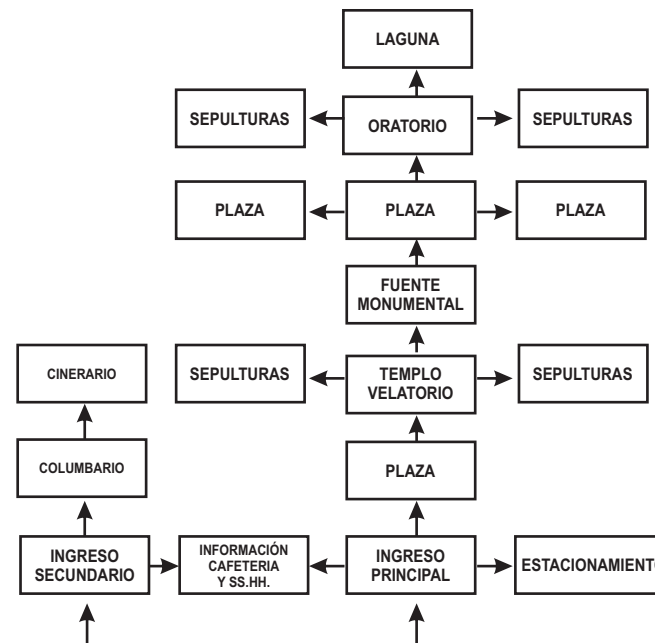 LAGUNA
SEPULTURAS
ORATORIO
SEPULTURAS
PLAZA
PLAZA
PLAZA
FUENTE
MONUMENTAL
CINERARIO
SEPULTURAS
TEMPLO
VELATORIO
SEPULTURAS
COLUMBARIO
PLAZA
INGRESO
SECUNDARIO
INFORMACIÓN
CAFETERIA
Y SS.HH.
INGRESO
PRINCIPAL
ESTACIONAMIENTO